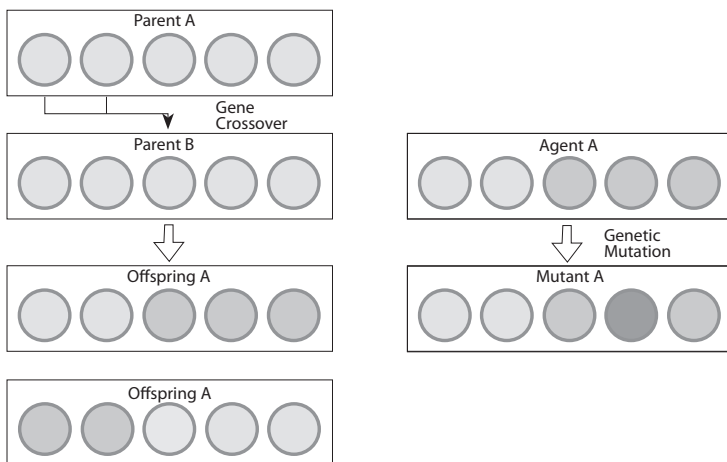 Parent A
Gene
Crossover
Parent B
Offspring A
Offspring A
Agent A
Genetic
Mutation
Mutant A